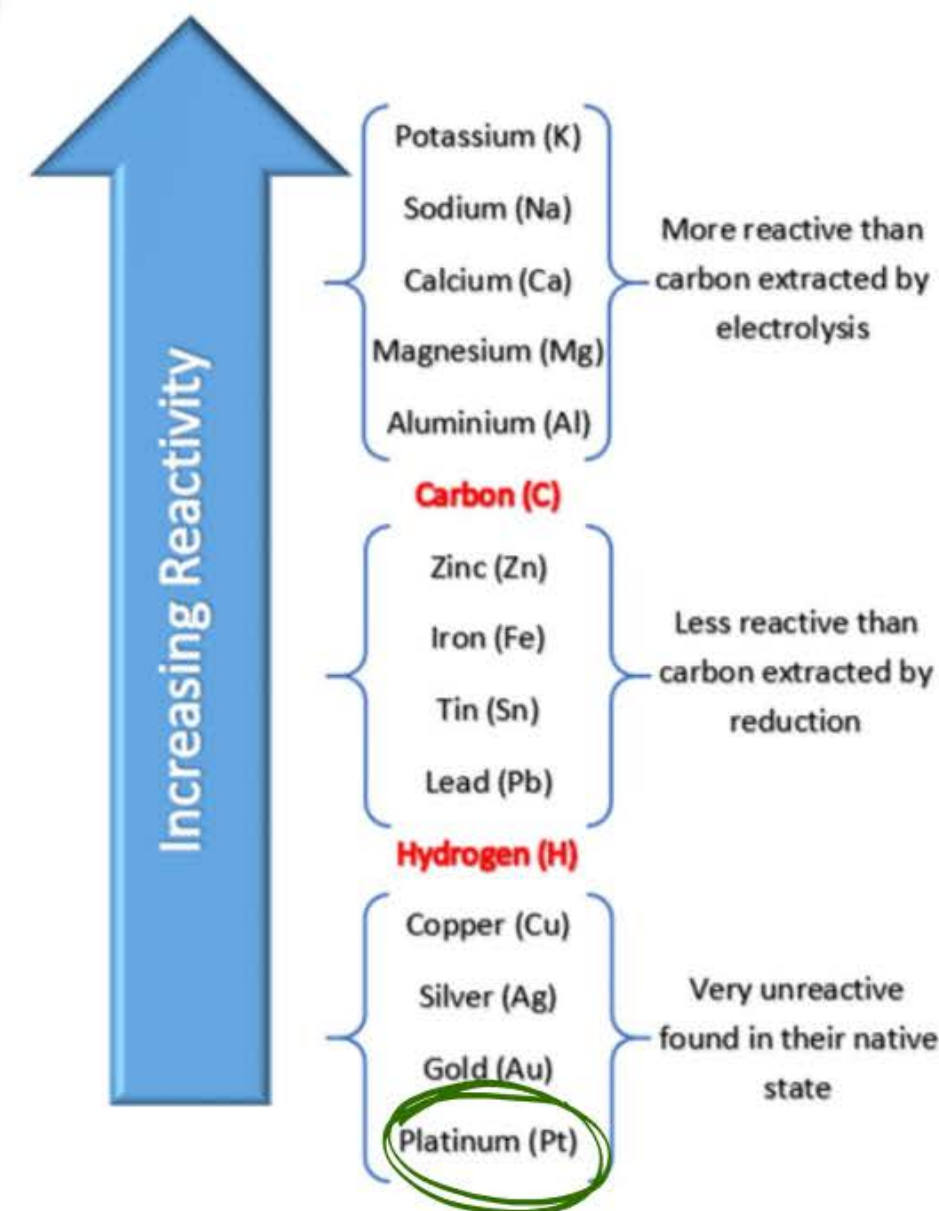 Increasing Reactivity
Potassium (K)
Sodium (Na)
Calcium (Ca)
Magnesium (Mg)
Aluminium (Al)
More reactive than
carbon extracted by
electrolysis
Carbon (C)
Zinc (Zn)
Iron (Fe)
Tin (Sn)
Lead (Pb)
Less reactive than
carbon extracted by
reduction
Hydrogen (H)
Copper (Cu)
Silver (Ag)
Gold (Au)
Platinum (Pt)
Very unreactive
found in their native
state